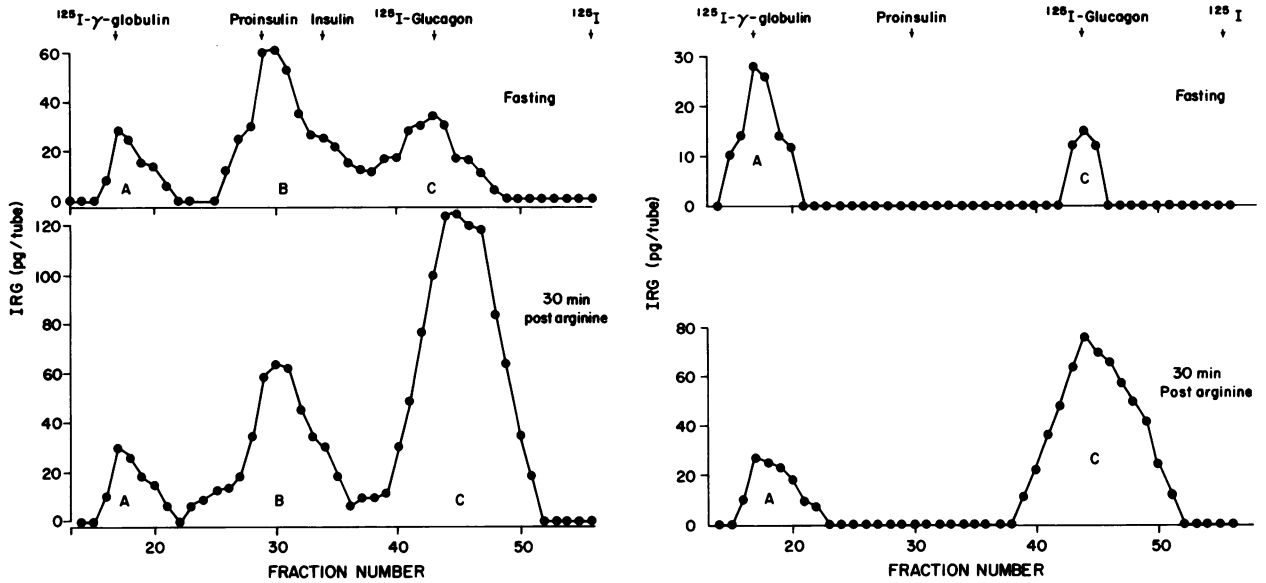 ¹²⁵I-γ-globulin Proinsulin Insulin ¹²⁵I-Glucagon ¹²⁵I
60
40
20
0
Fasting
A B C
IRG (pg/tube)
120
100
80
60
40
20
0
30 min
post arginine
A B C
20 30 40 50
FRACTION NUMBER
¹²⁵I-γ-globulin Proinsulin ¹²⁵I-Glucagon ¹²⁵I
30
20
10
0
Fasting
A C
IRG (pg/tube)
80
60
40
20
0
30 min
Post arginine
A C
20 30 40 50
FRACTION NUMBER